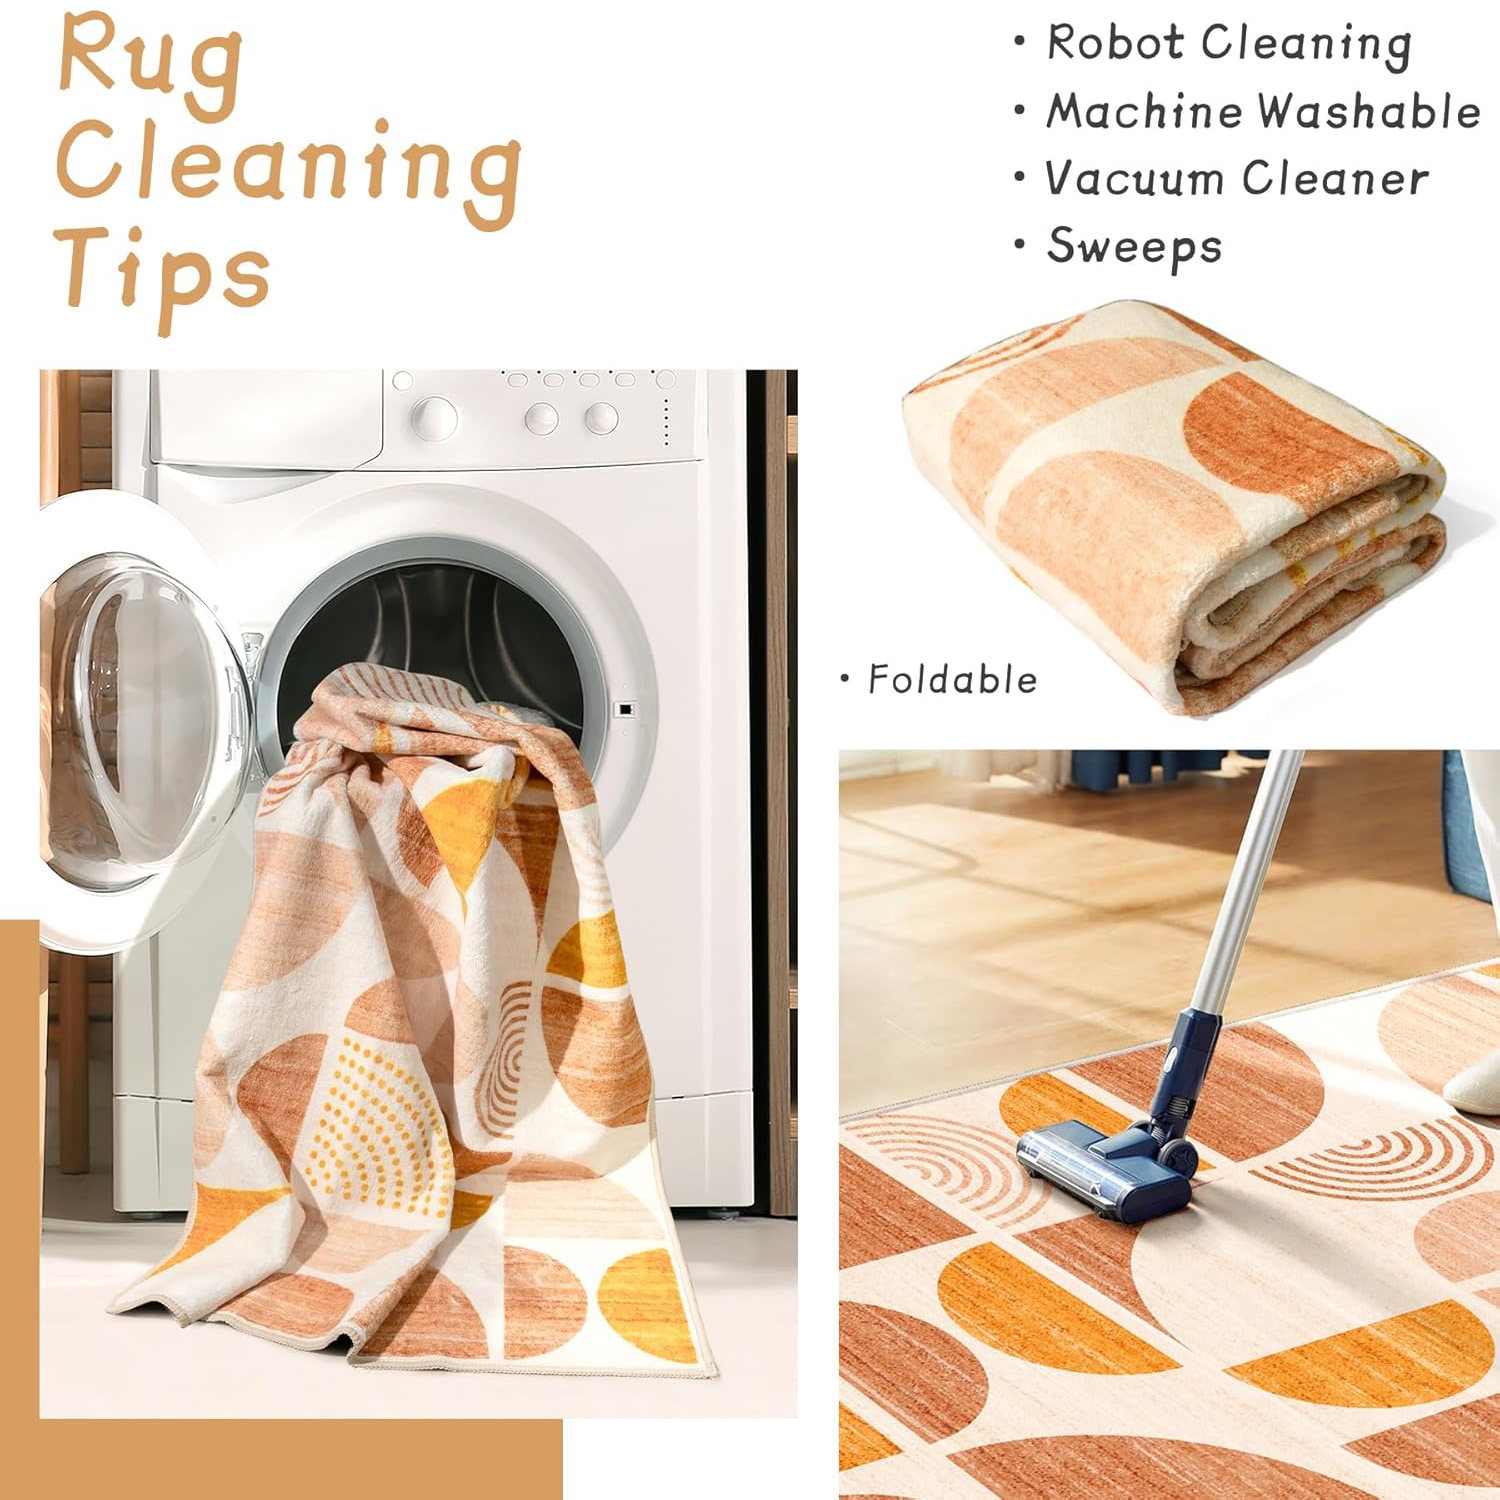 Rug
Cleaning
Tips
• Robot Cleaning
• Machine Washable
• Vacuum Cleaner
• Sweeps
• Foldable